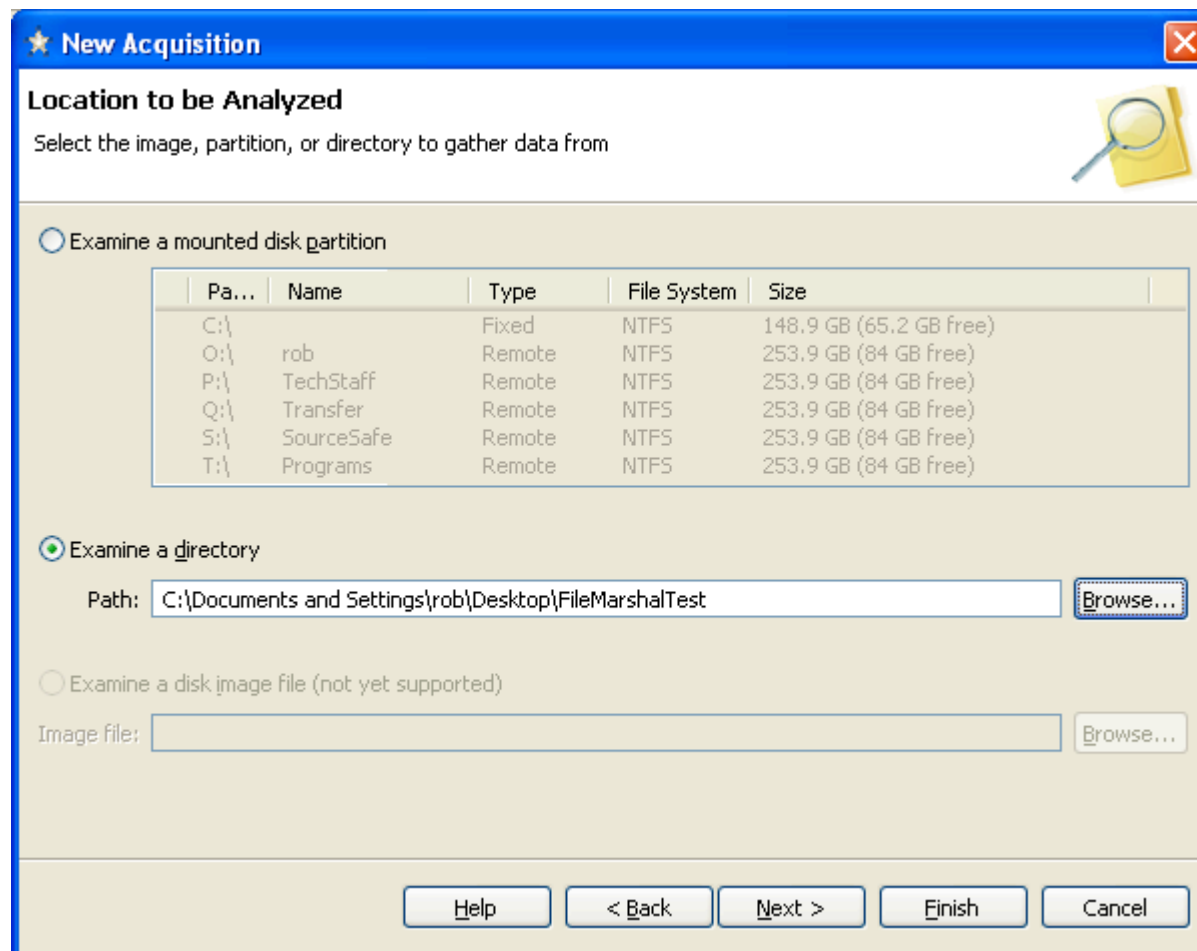 New Acquisition
Location to be Analyzed
Select the image, partition, or directory to gather data from
Examine a mounted disk partition
Pa... Name Type File System Size
C:\ Fixed NTFS 148.9 GB (65.2 GB free)
O:\ rob Remote NTFS 253.9 GB (84 GB free)
P:\ TechStaff Remote NTFS 253.9 GB (84 GB free)
Q:\ Transfer Remote NTFS 253.9 GB (84 GB free)
S:\ SourceSafe Remote NTFS 253.9 GB (84 GB free)
T:\ Programs Remote NTFS 253.9 GB (84 GB free)
Examine a directory
Path: C:\Documents and Settings\rob\Desktop\FileMarshalTest Browse...
Examine a disk image file (not yet supported)
Image file: Browse...
Help < Back Next > Finish Cancel